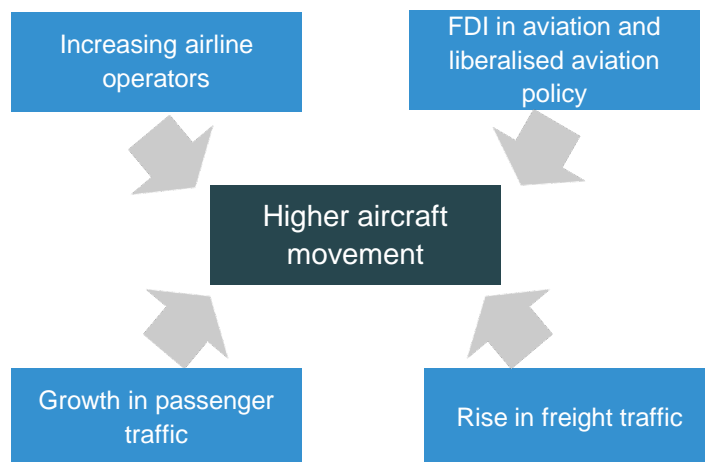 Increasing airline
operators
FDI in aviation and
liberalised aviation
policy
Higher aircraft
movement
Growth in passenger
traffic
Rise in freight traffic